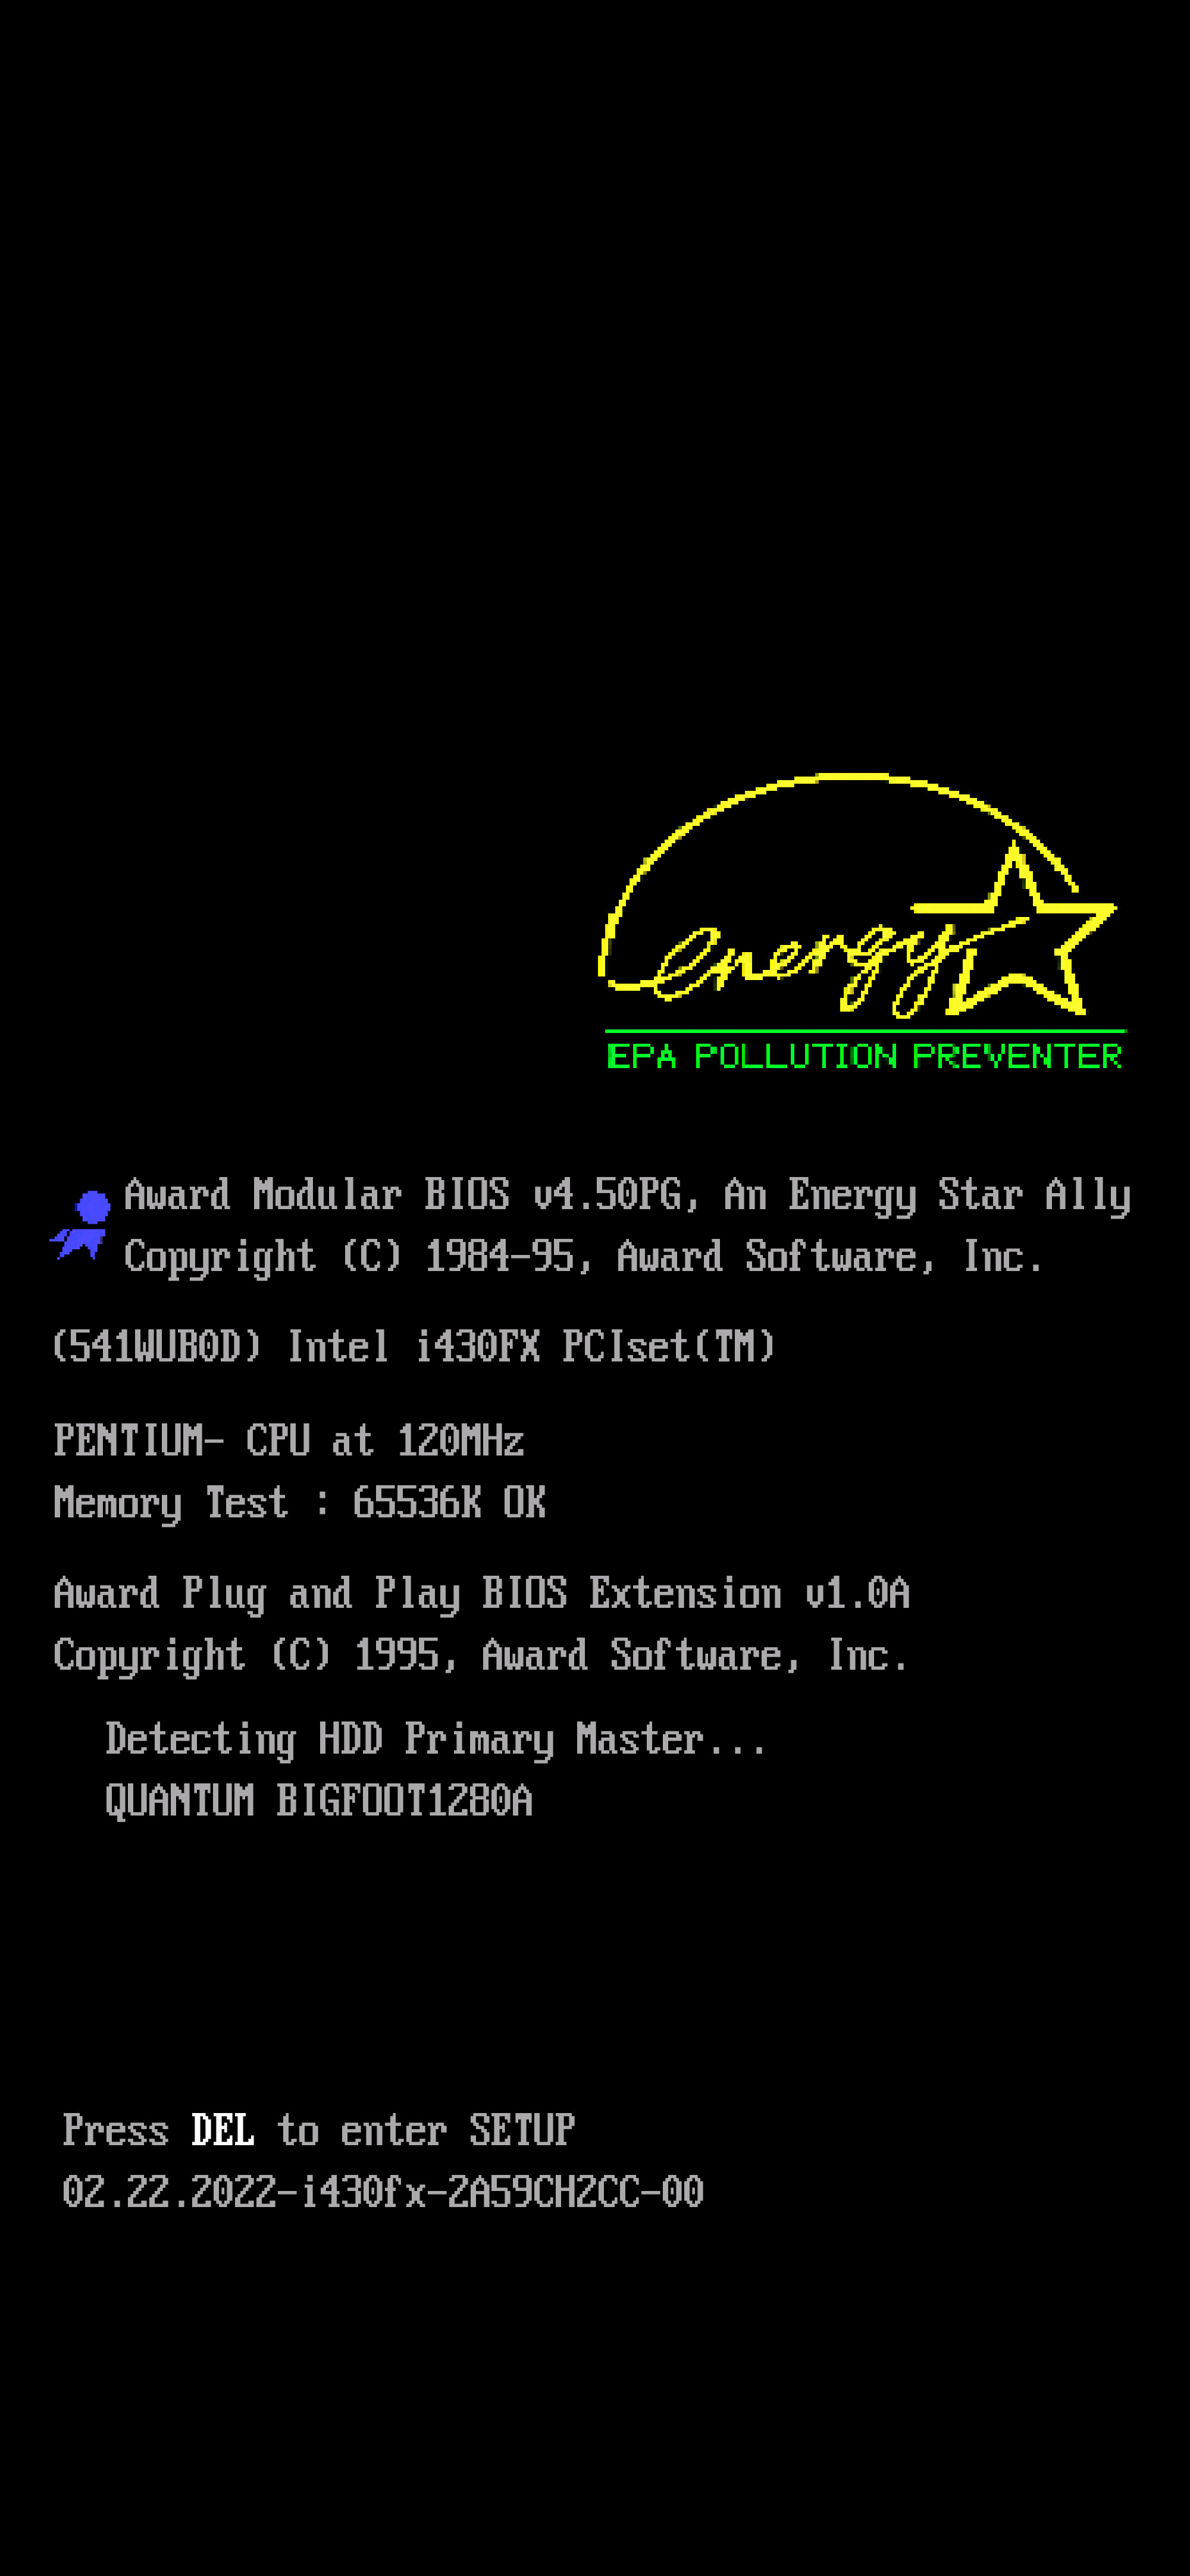 energy
EPA POLLUTION PREVENTER
Award Modular BIOS v4.50PG, An Energy Star Ally
Copyright (C) 1984-95, Award Software, Inc.
(541WUB0D) Intel i430FX PCIset(TM)
PENTIUM- CPU at 120MHz
Memory Test : 65536K OK
Award Plug and Play BIOS Extension v1.0A
Copyright (C) 1995, Award Software, Inc.
Detecting HDD Primary Master...
QUANTUM BIGFOOT1280A
Press DEL to enter SETUP
02.22.2022-i430fx-2A59CH2CC-00